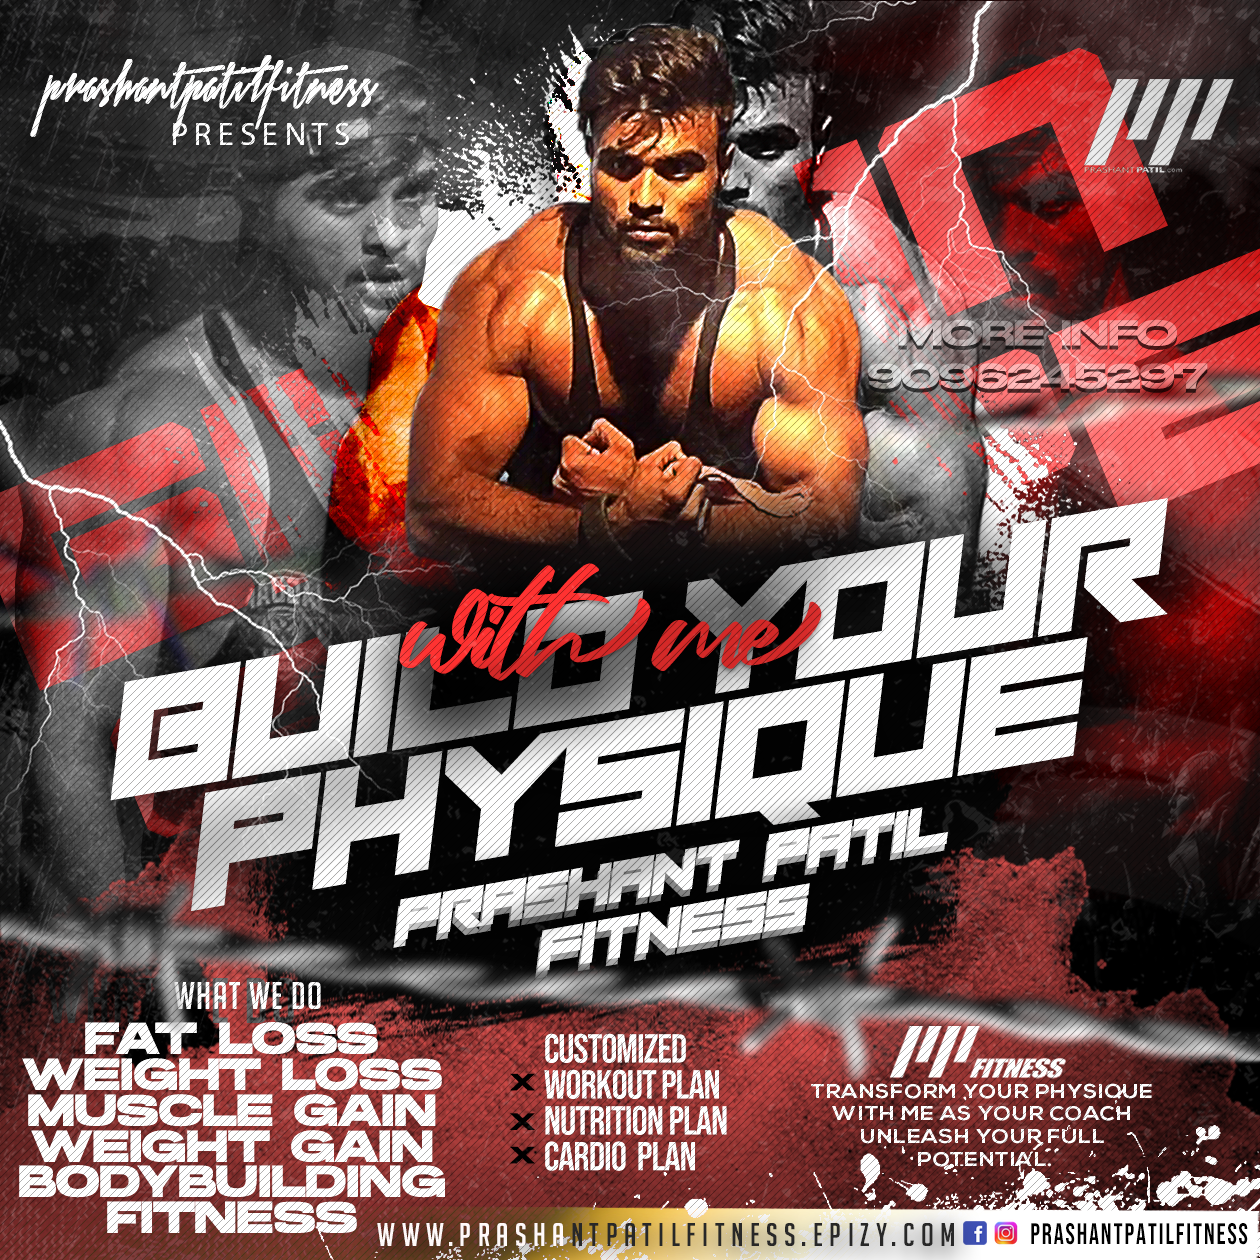 prashantpatilfitness
PRESENTS
PRASHANTPATIL.com
MORE INFO
9096245297
BUILD YOUR
with me
PHYSIQUE
PRASHANT PATIL
FITNESS
WHAT WE DO
FAT LOSS
WEIGHT LOSS
MUSCLE GAIN
WEIGHT GAIN
BODYBUILDING
FITNESS
CUSTOMIZED
X WORKOUT PLAN
X NUTRITION PLAN
X CARDIO PLAN
FITNESS
TRANSFORM YOUR PHYSIQUE
WITH ME AS YOUR COACH
UNLEASH YOUR FULL
POTENTIAL.
WWW.PRASHANTPATILFITNESS.EPIZY.COM
PRASHANTPATILFITNESS